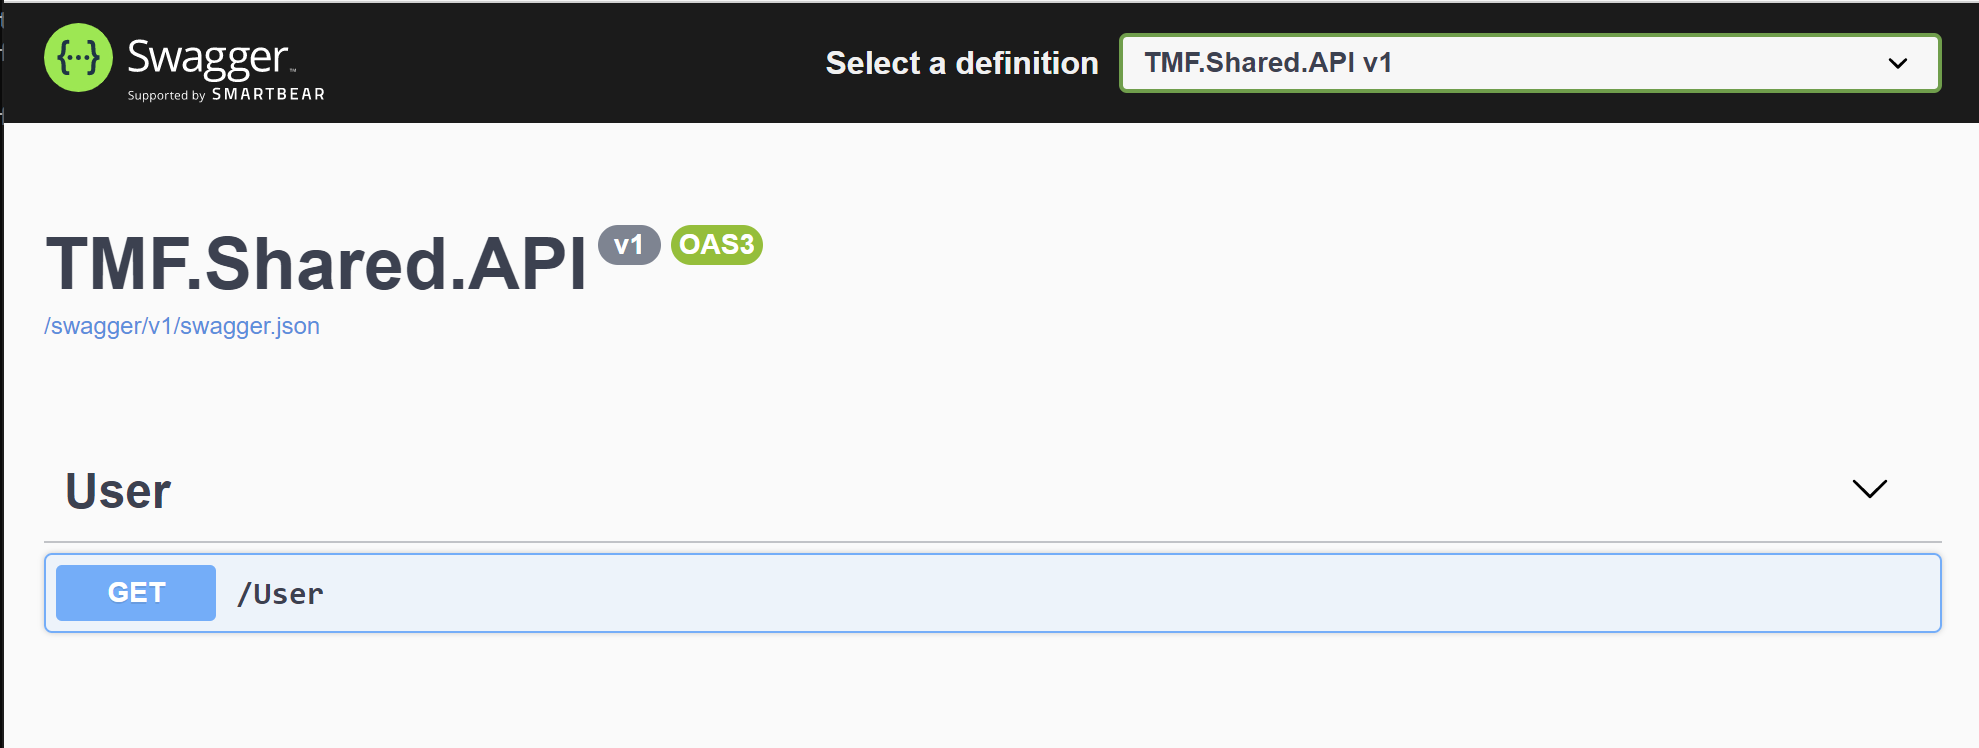 {...} Swagger™
Supported by SMARTBEAR
Select a definition
TMF.Shared.API v1
TMF.Shared.API v1 OAS3
/swagger/v1/swagger.json
User
GET /User